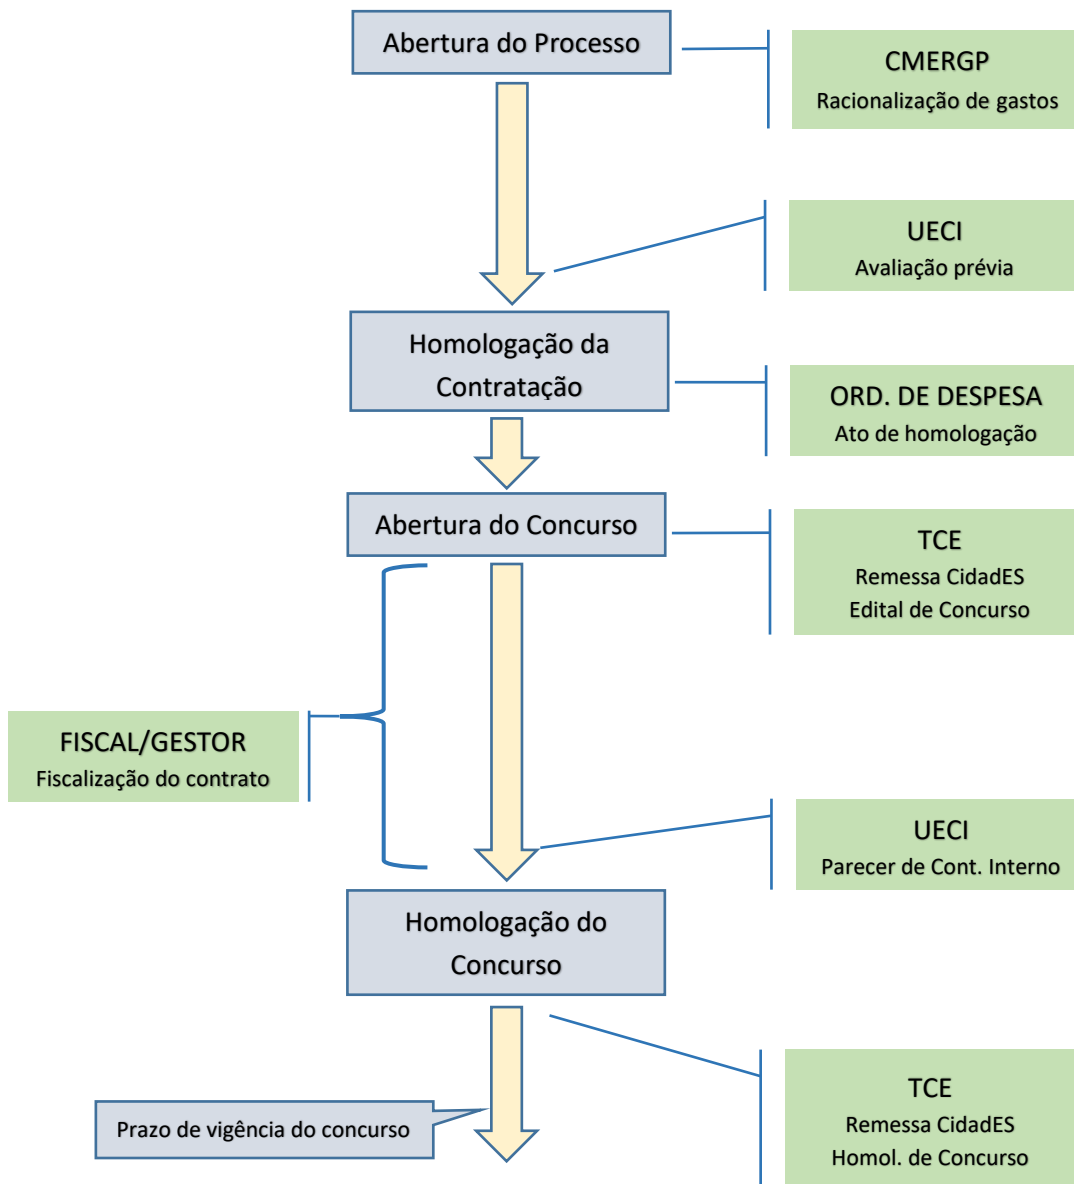 Abertura do Processo
CMERGP
Racionalização de gastos
UECI
Avaliação prévia
Homologação da
Contratação
ORD. DE DESPESA
Ato de homologação
Abertura do Concurso
TCE
Remessa CidadES
Edital de Concurso
FISCAL/GESTOR
Fiscalização do contrato
UECI
Parecer de Cont. Interno
Homologação do
Concurso
TCE
Remessa CidadES
Homol. de Concurso
Prazo de vigência do concurso